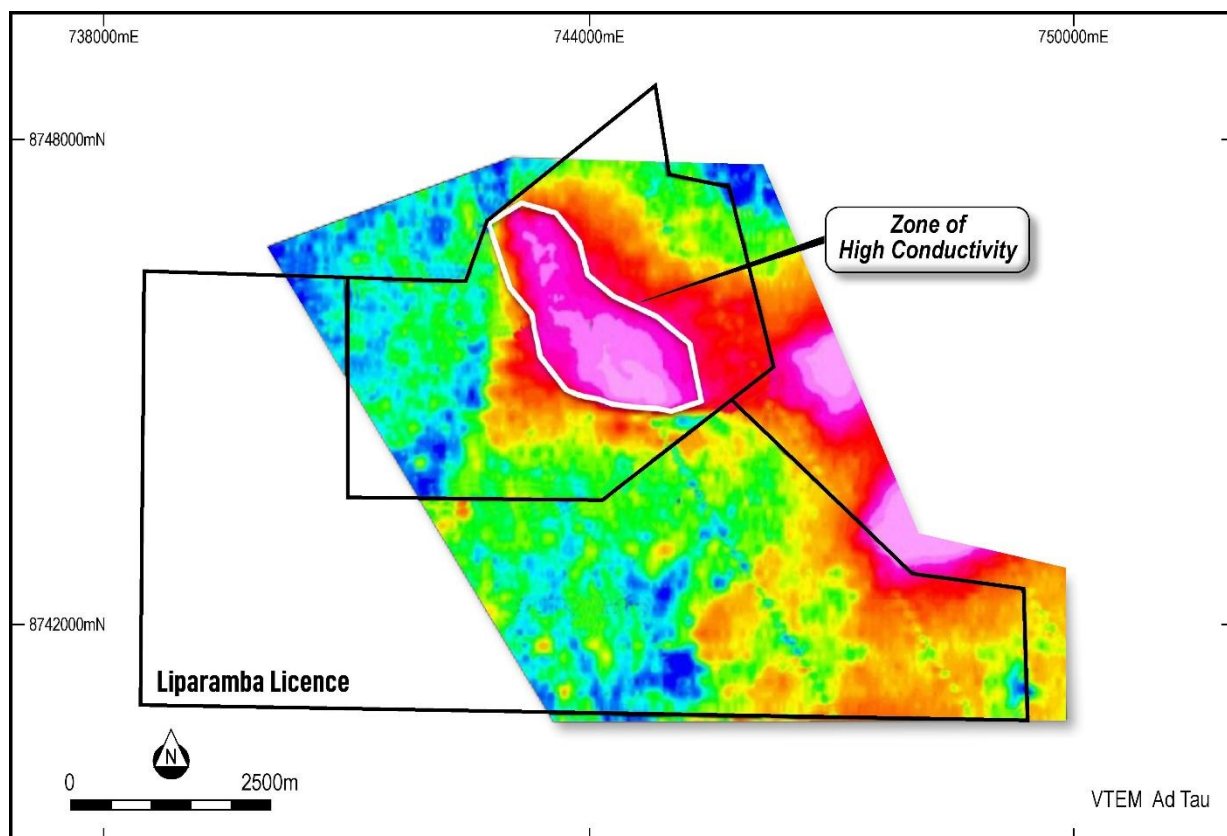 738000mE 744000mE 750000mE
8748000mN
Zone of
High Conductivity
8742000mN
Liparamba Licence
N
0 2500m
VTEM Ad Tau